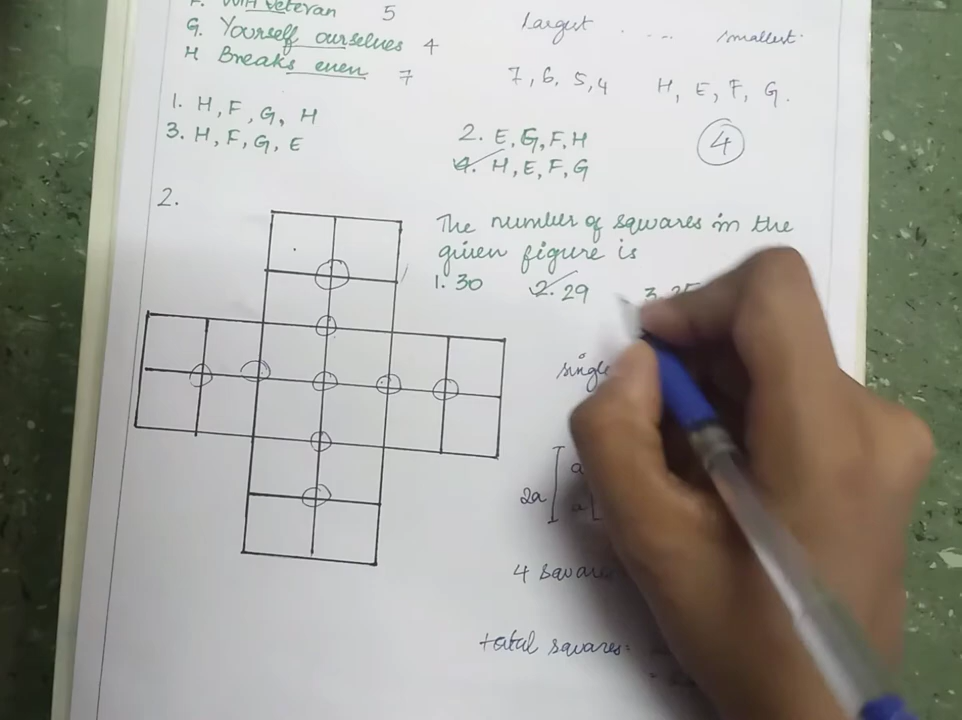 F. With Veteran 5
G. Yourself ourselves 4
H Breaks even 7
Largest .... smallest.
7, 6, 5, 4 H, E, F, G.
1. H, F, G, H
3. H, F, G, E
2. E, G, F, H
4. H, E, F, G
4
2.
The number of squares in the
given figure is
1. 30 2. 29
single
2a a
a
4 squares
total squares: